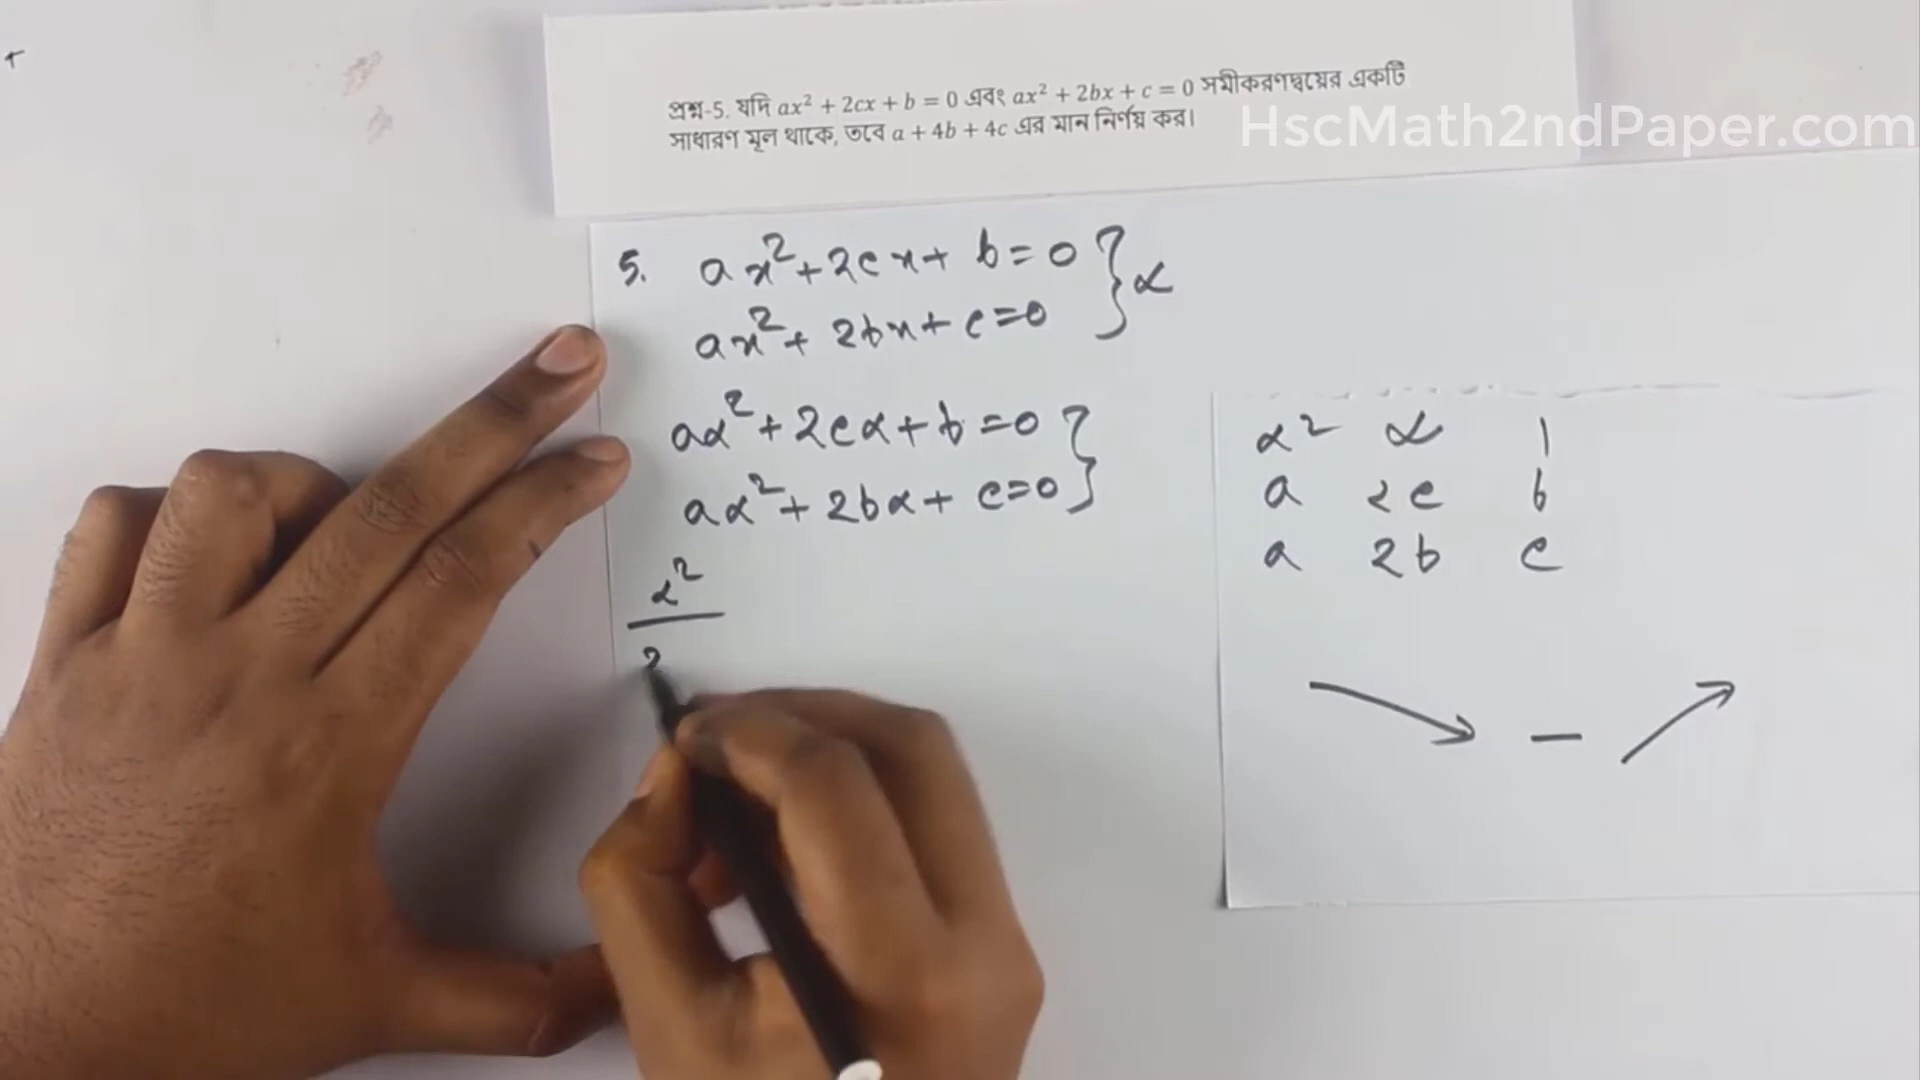 প্রশ্ন-5. যদি ax² + 2cx + b = 0 এবং ax² + 2bx + c = 0 সমীকরণদ্বয়ের একটি
সাধারণ মূল থাকে, তবে a + 4b + 4c এর মান নির্ণয় কর।
HscMath2ndPaper.com
5. ax²+2cx+b=0 } α
ax²+2bx+c=0
aα²+2cα+b=0 }
aα²+2bα+c=0
α²
2
α² α 1
a 2c b
a 2b c